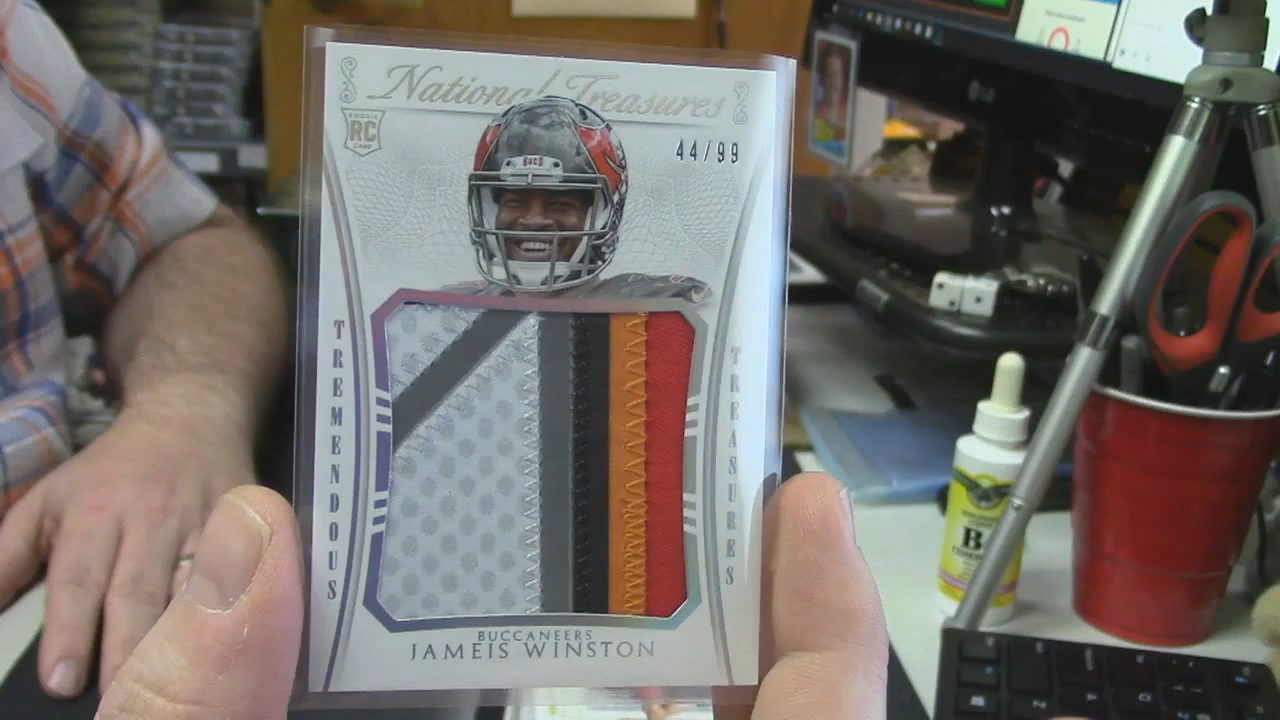 National Treasures
ROOKIE
RC
CARD
44/99
BUCS
TREMENDOUS
TREASURES
BUCCANEERS
JAMEIS WINSTON